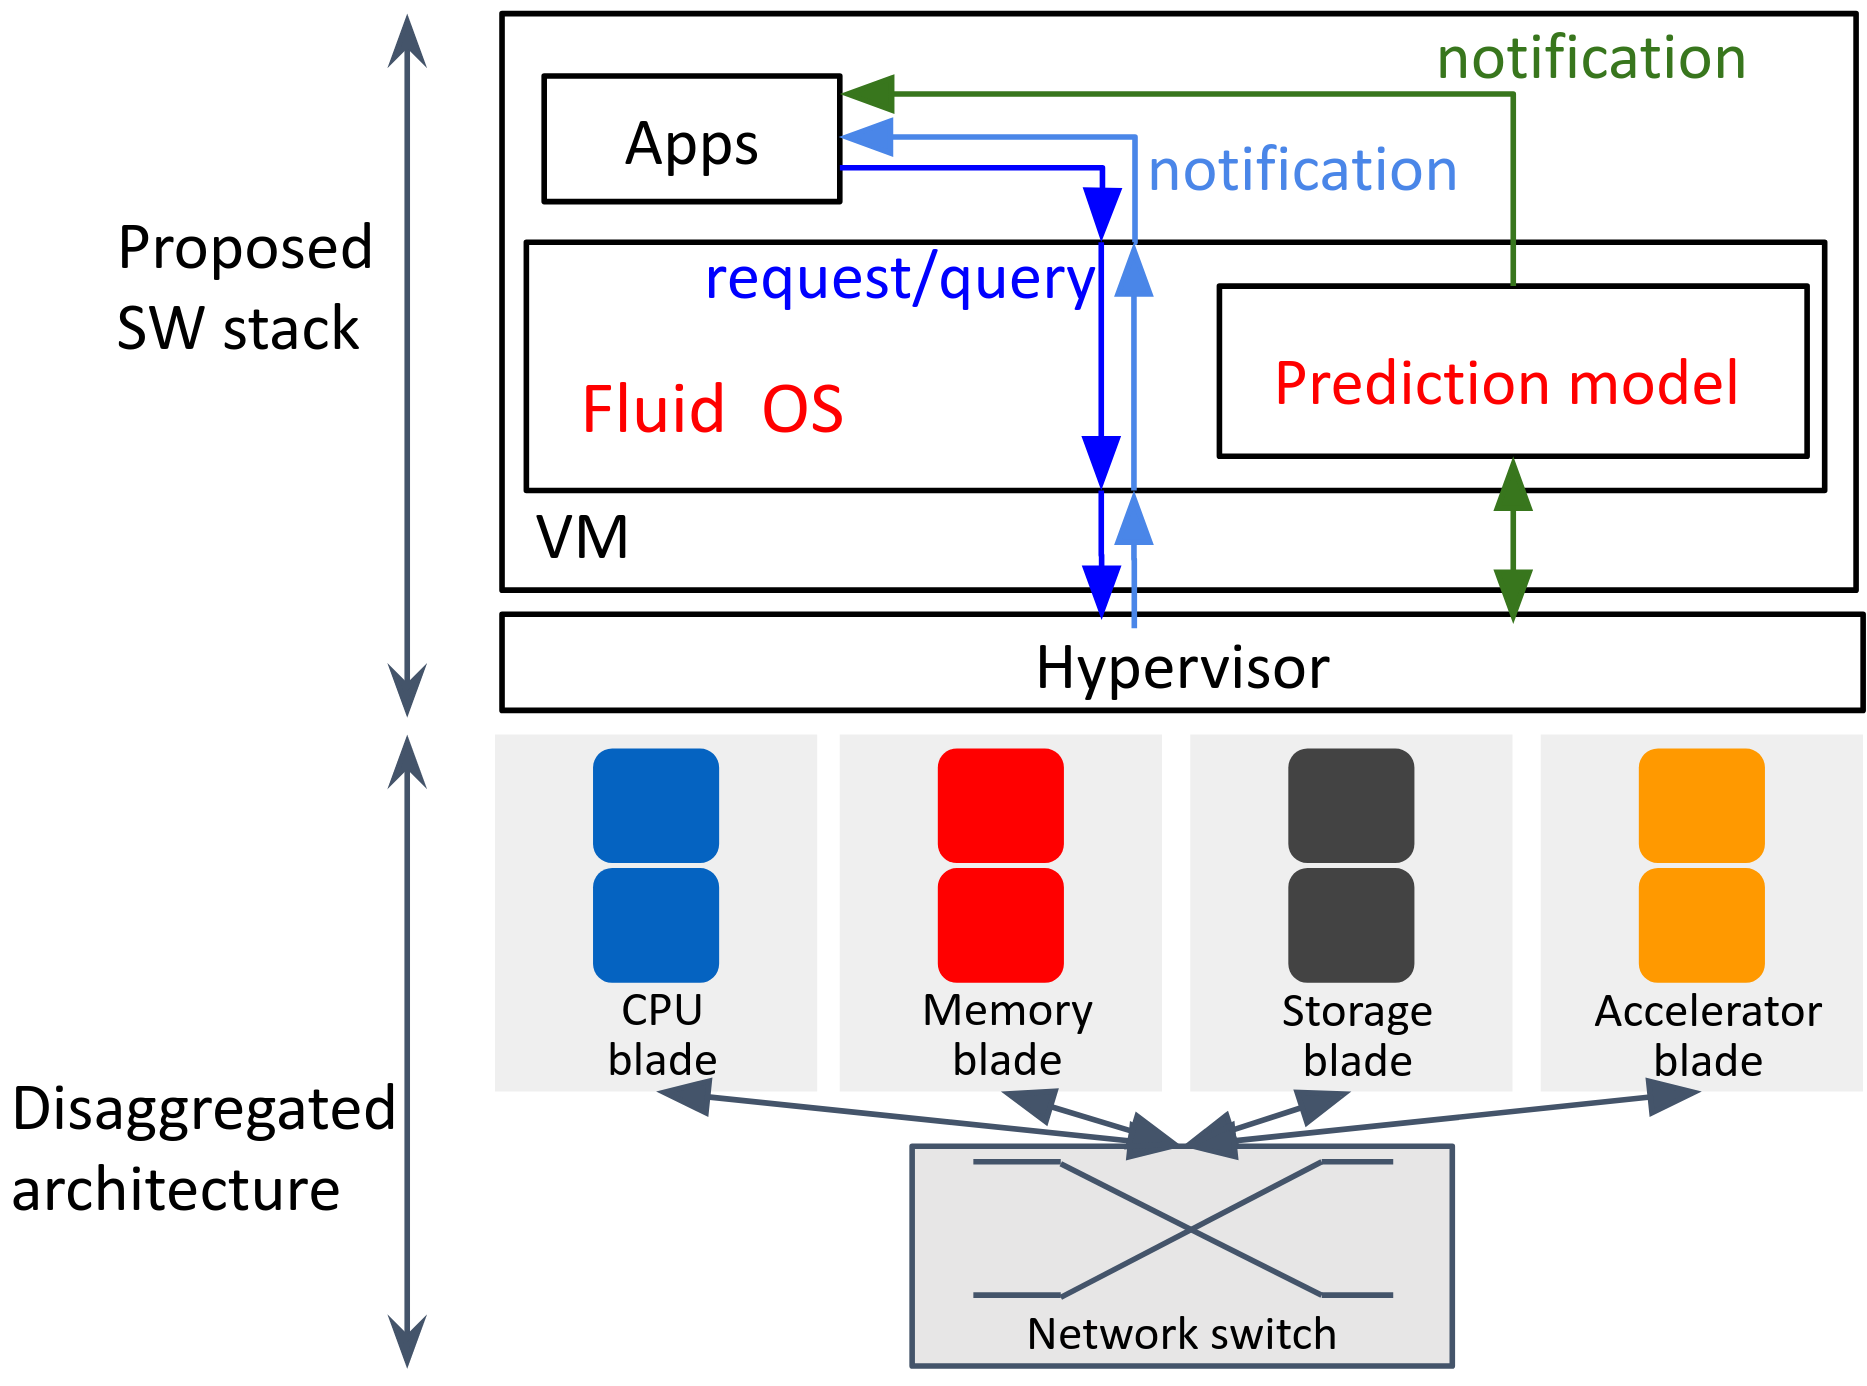 notification
Apps
notification
Proposed
SW stack
request/query
Fluid OS
Prediction model
VM
Hypervisor
CPU
blade
Memory
blade
Storage
blade
Accelerator
blade
Disaggregated
architecture
Network switch